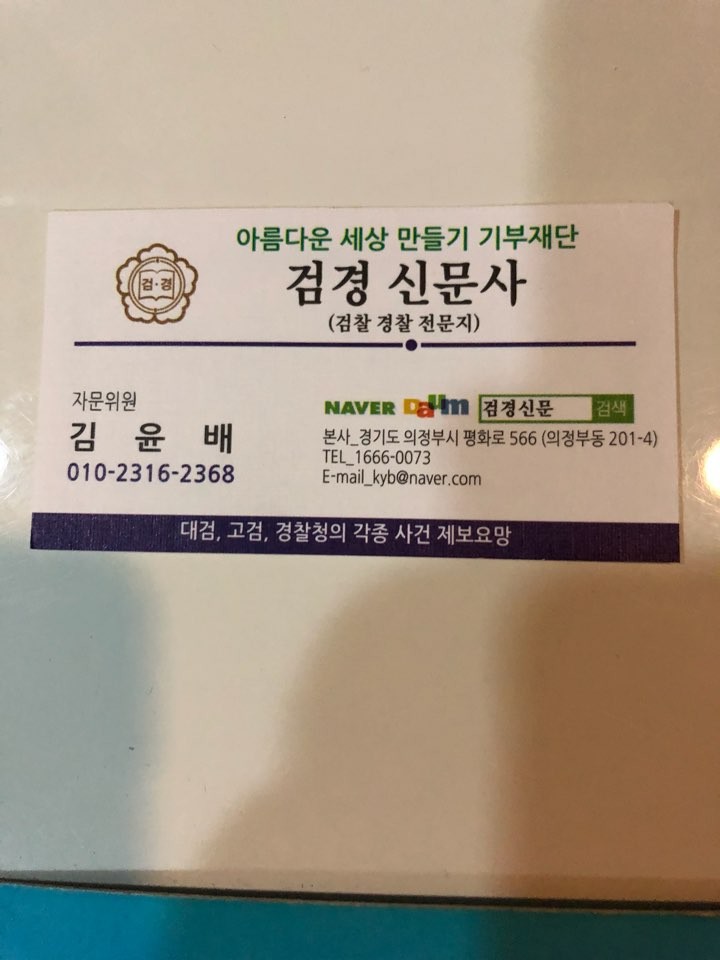 아름다운 세상 만들기 기부재단
검·경
검경 신문사
(검찰 경찰 전문지)
자문위원
김 윤 배
010-2316-2368
NAVER Daum 검경신문 검색
본사_경기도 의정부시 평화로 566 (의정부동 201-4)
TEL_1666-0073
E-mail_kyb@naver.com
대검, 고검, 경찰청의 각종 사건 제보요망